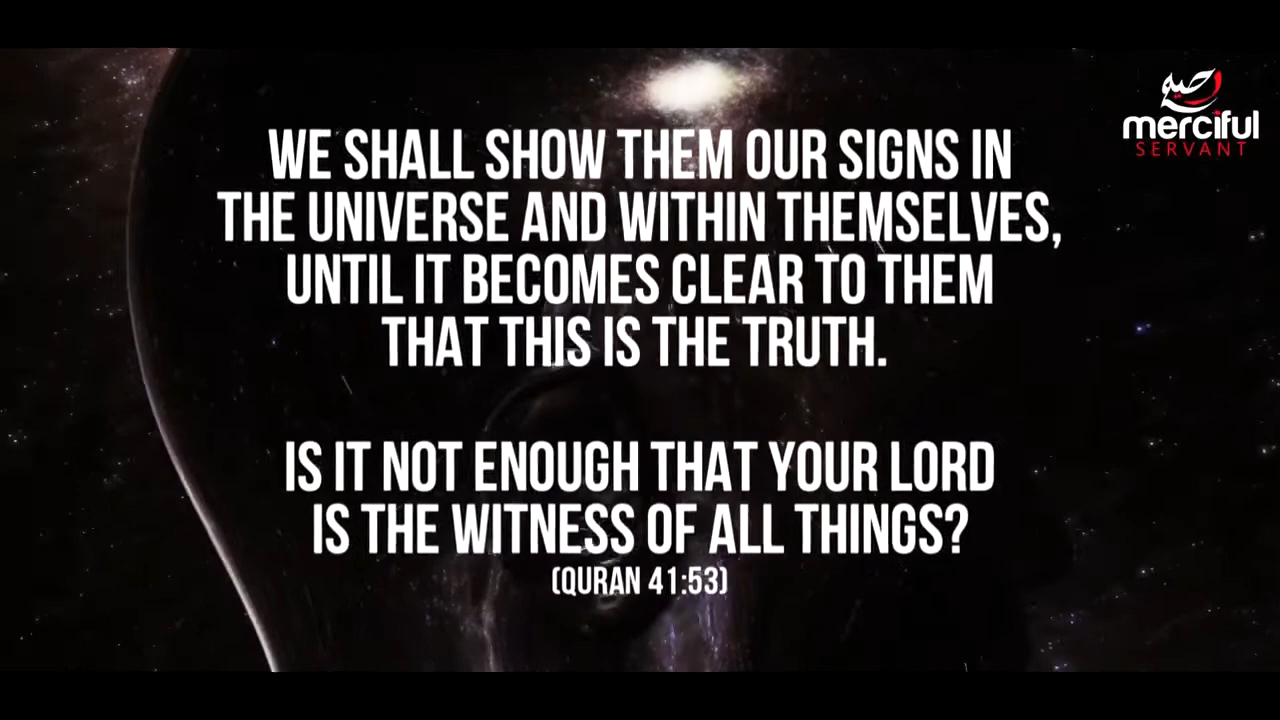 WE SHALL SHOW THEM OUR SIGNS IN
THE UNIVERSE AND WITHIN THEMSELVES,
UNTIL IT BECOMES CLEAR TO THEM
THAT THIS IS THE TRUTH.
IS IT NOT ENOUGH THAT YOUR LORD
IS THE WITNESS OF ALL THINGS?
(QURAN 41:53)
merciful
SERVANT